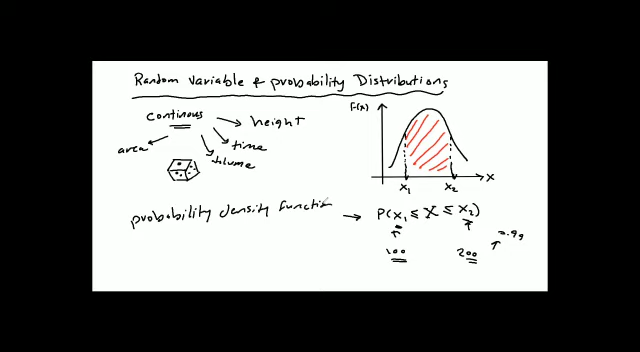 Random Variable & probability Distributions
continous
height
area
time
volume
F(x)
x₁ x₂ X
probability density function → P(x₁ ≤ X ≤ x₂)
100 200